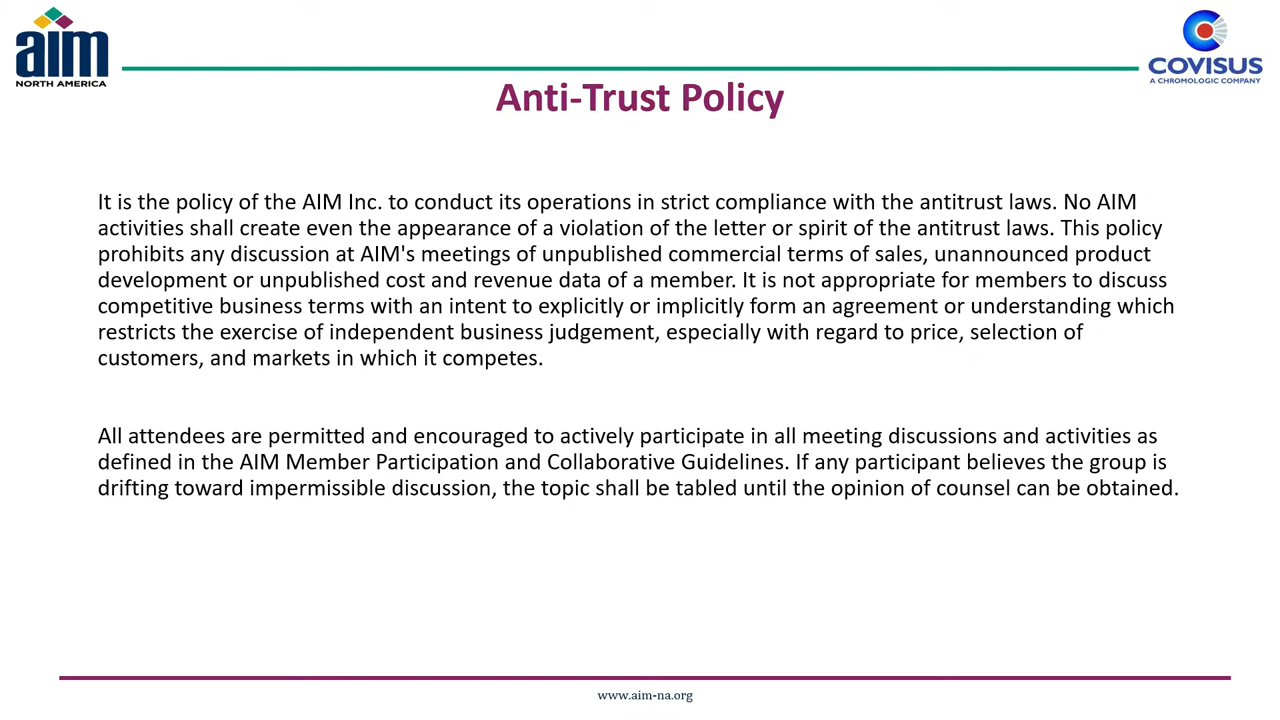 aim
NORTH AMERICA
COVISUS
A CHROMOLOGIC COMPANY
Anti-Trust Policy
It is the policy of the AIM Inc. to conduct its operations in strict compliance with the antitrust laws. No AIM
activities shall create even the appearance of a violation of the letter or spirit of the antitrust laws. This policy
prohibits any discussion at AIM's meetings of unpublished commercial terms of sales, unannounced product
development or unpublished cost and revenue data of a member. It is not appropriate for members to discuss
competitive business terms with an intent to explicitly or implicitly form an agreement or understanding which
restricts the exercise of independent business judgement, especially with regard to price, selection of
customers, and markets in which it competes.
All attendees are permitted and encouraged to actively participate in all meeting discussions and activities as
defined in the AIM Member Participation and Collaborative Guidelines. If any participant believes the group is
drifting toward impermissible discussion, the topic shall be tabled until the opinion of counsel can be obtained.
www.aim-na.org